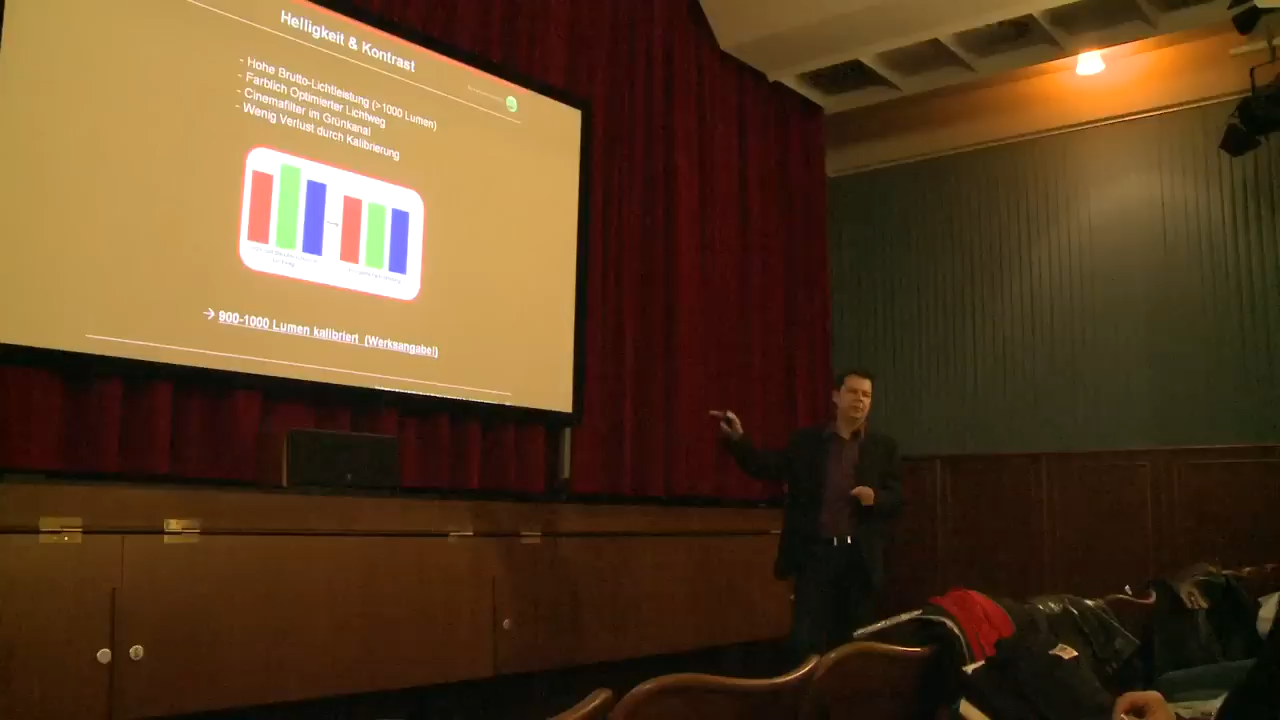 Helligkeit & Kontrast
- Hohe Brutto-Lichtleistung (>1000 Lumen)
- Farblich Optimierter Lichtweg
- Cinemafilter im Grünkanal
- Wenig Verlust durch Kalibrierung
→
→ 900-1000 Lumen kalibriert (Werksangabe!)